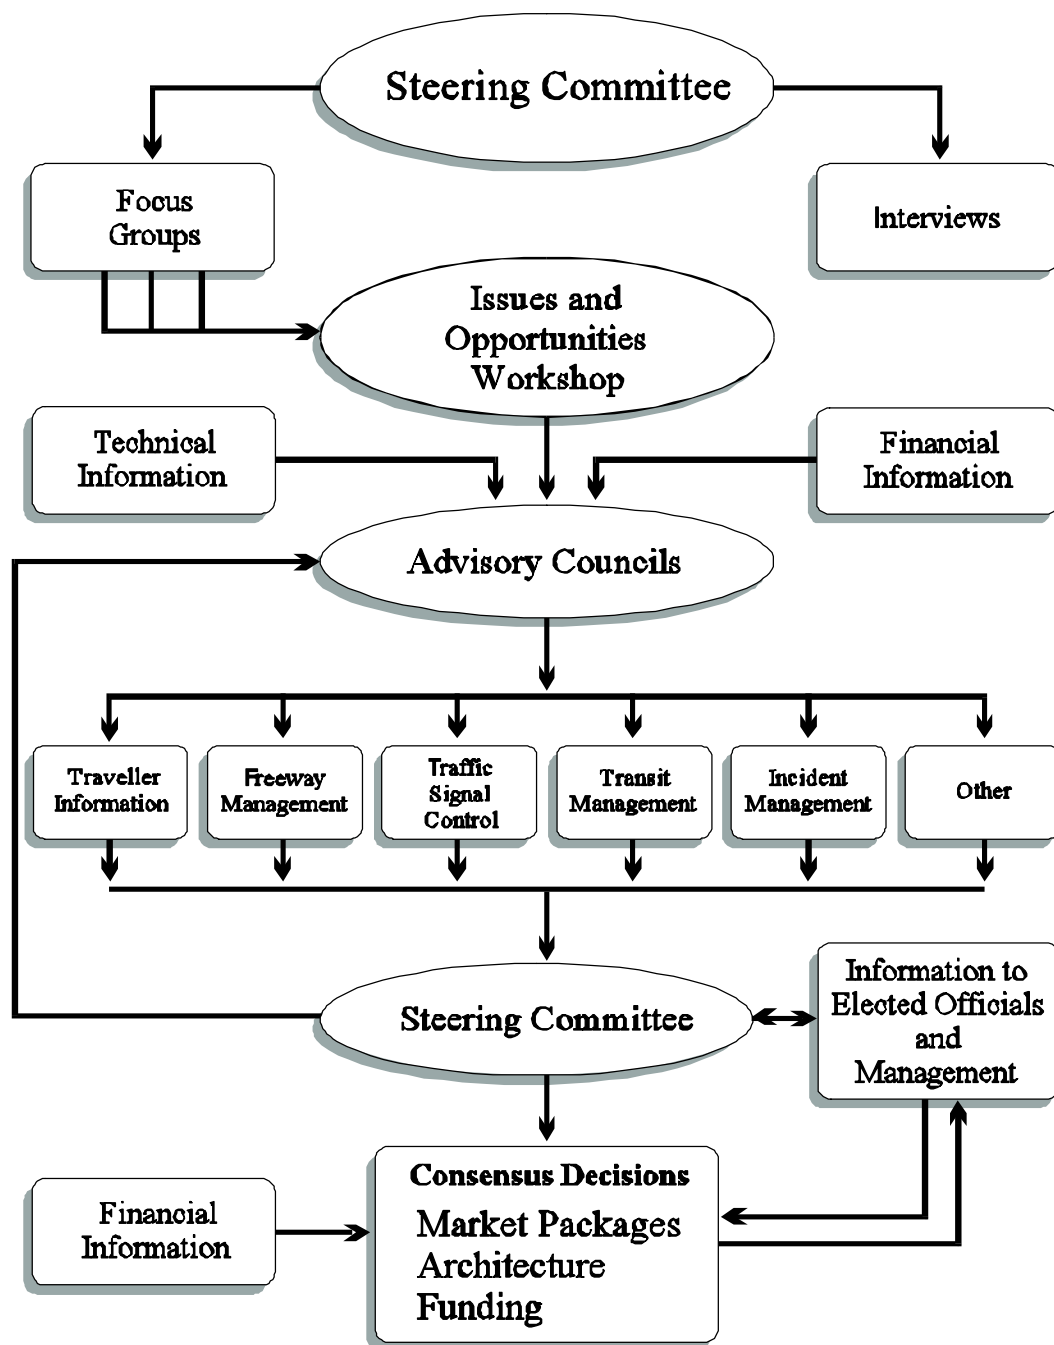 Steering Committee
Focus
Groups
Interviews
Issues and
Opportunities
Workshop
Technical
Information
Financial
Information
Advisory Councils
Traveller
Information
Freeway
Management
Traffic
Signal
Control
Transit
Management
Incident
Management
Other
Steering Committee
Information to
Elected Officials
and
Management
Consensus Decisions
Market Packages
Architecture
Funding
Financial
Information